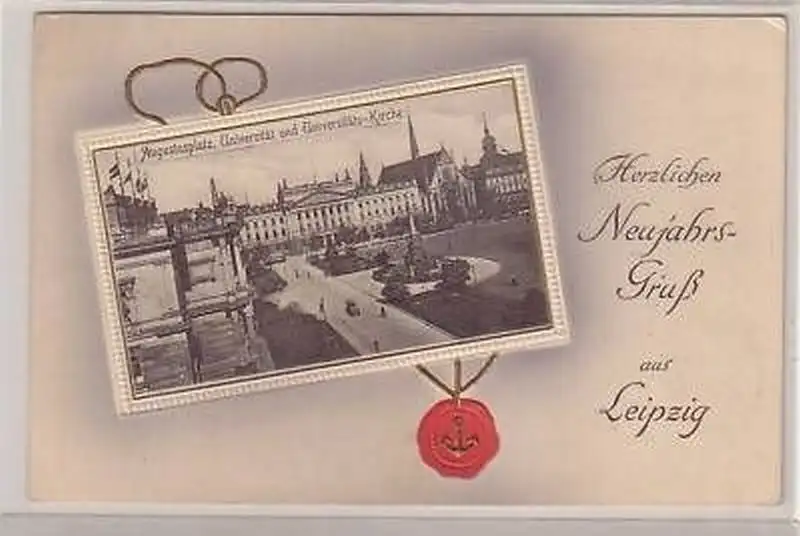 Augustusplatz, Universität und Universitäts-Kirche
Herzlichen
Neujahrs-
Gruß
aus
Leipzig